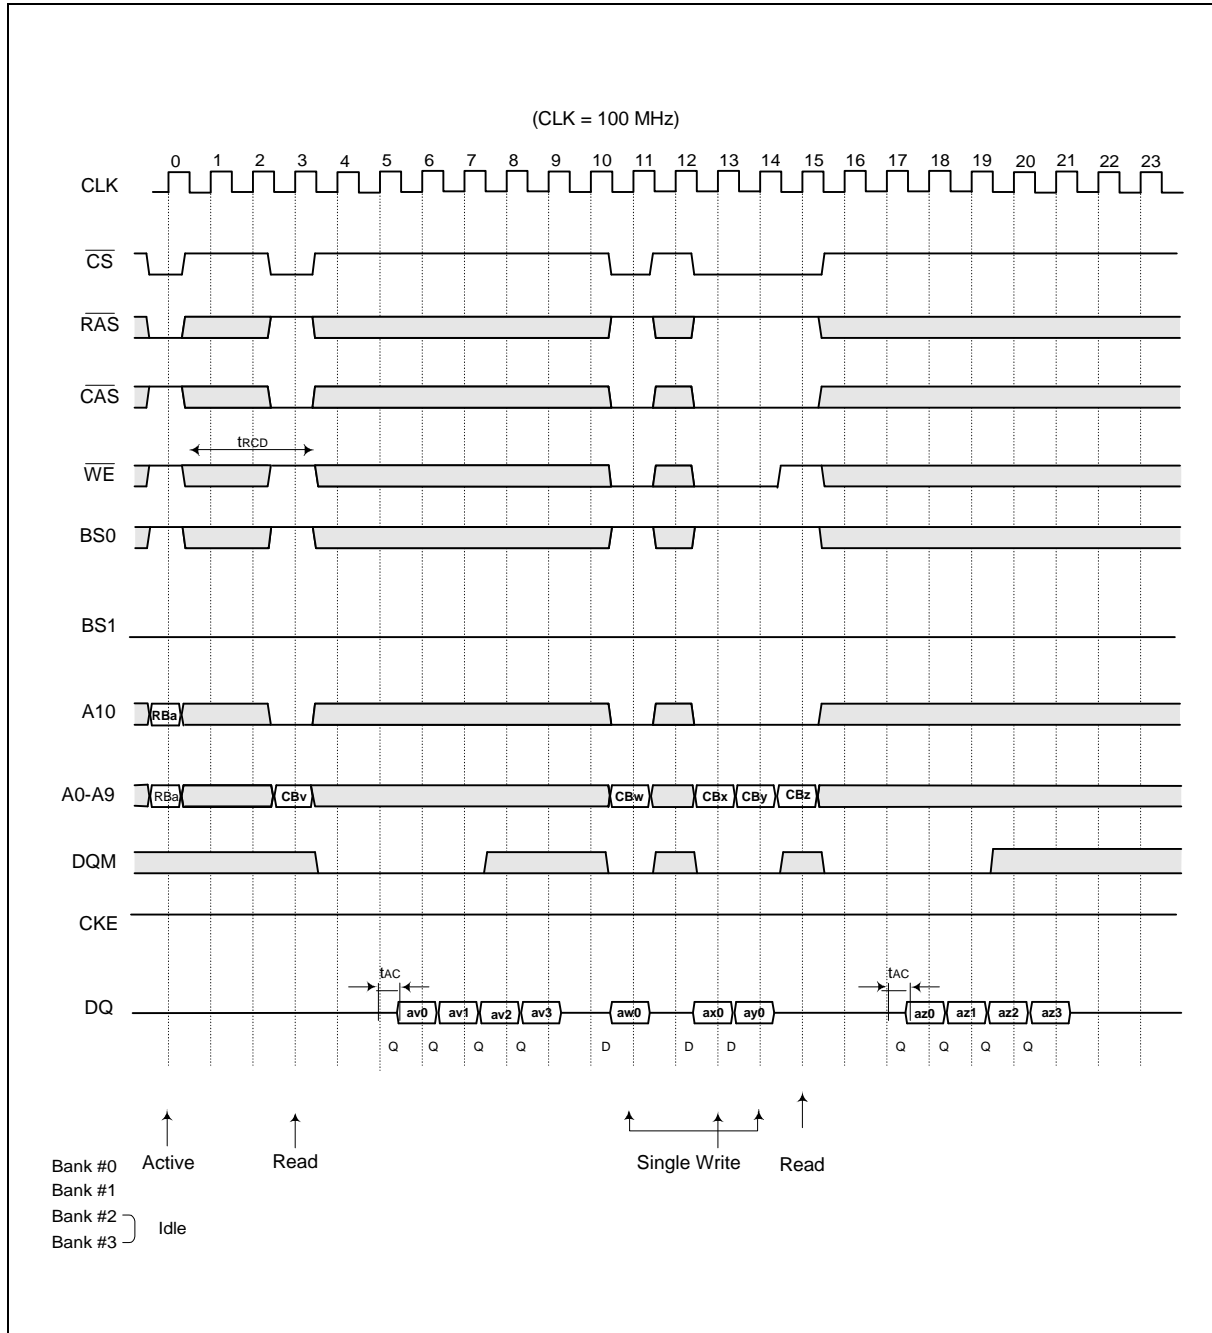 (CLK = 100 MHz)
0 1 2 3 4 5 6 7 8 9 10 11 12 13 14 15 16 17 18 19 20 21 22 23
CLK
CS
RAS
CAS
tRCD
WE
BS0
BS1
A10 RBa
A0-A9 RBa CBv CBw CBx CBy CBz
DQM
CKE
tAC tAC
DQ av0 av1 av2 av3 aw0 ax0 ay0 az0 az1 az2 az3
Q Q Q Q D D D Q Q Q Q
Bank #0 Active Read Single Write Read
Bank #1
Bank #2
Idle
Bank #3